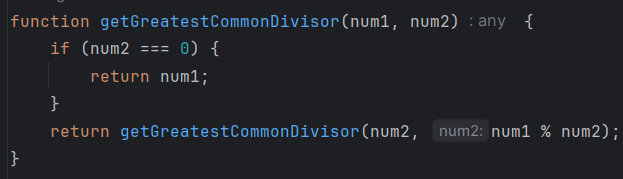 function getGreatestCommonDivisor(num1, num2) : any {
    if (num2 === 0) {
        return num1;
    }
    return getGreatestCommonDivisor(num2, num2: num1 % num2);
}